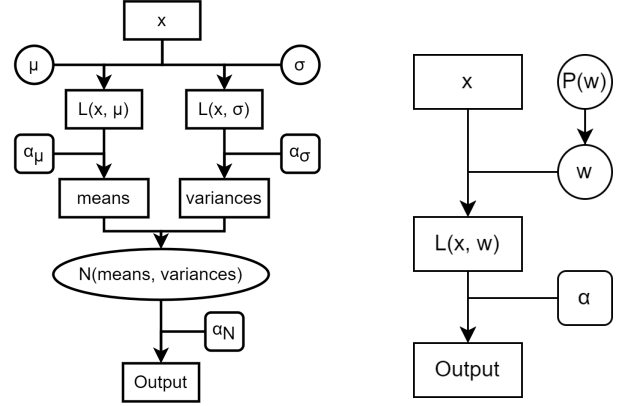 x
μ
σ
L(x, μ)
L(x, σ)
αμ
ασ
means
variances
N(means, variances)
αN
Output
x
P(w)
w
L(x, w)
α
Output